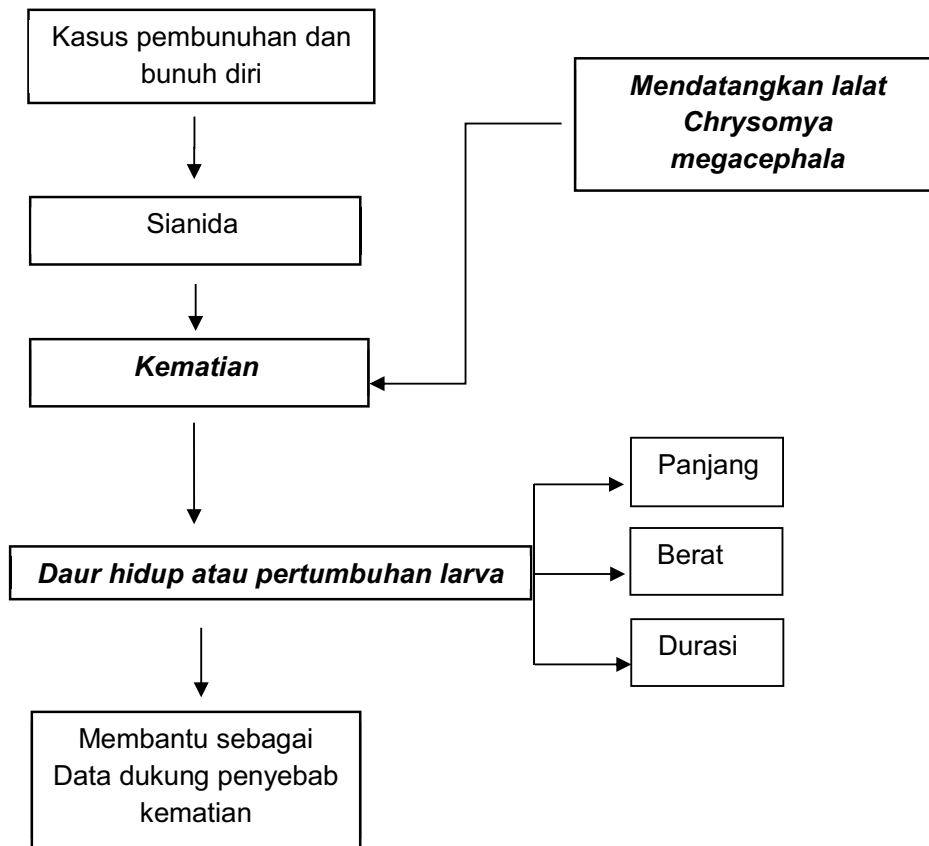 Kasus pembunuhan dan
bunuh diri
Mendatangkan lalat
Chrysomya
megacephala
Sianida
Kematian
Panjang
Daur hidup atau pertumbuhan larva
Berat
Durasi
Membantu sebagai
Data dukung penyebab
kematian